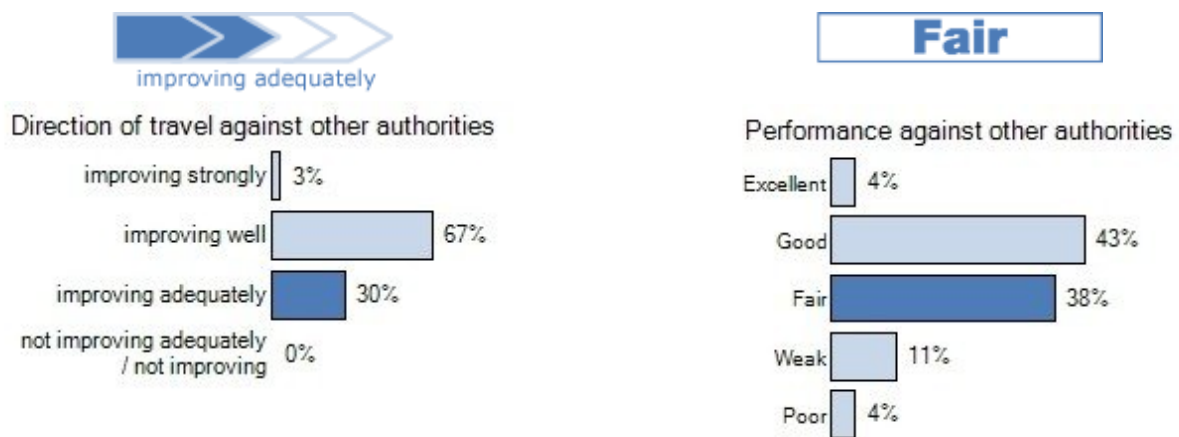 improving adequately
Direction of travel against other authorities
improving strongly 3%
improving well 67%
improving adequately 30%
not improving adequately
/ not improving 0%
Fair
Performance against other authorities
Excellent 4%
Good 43%
Fair 38%
Weak 11%
Poor 4%